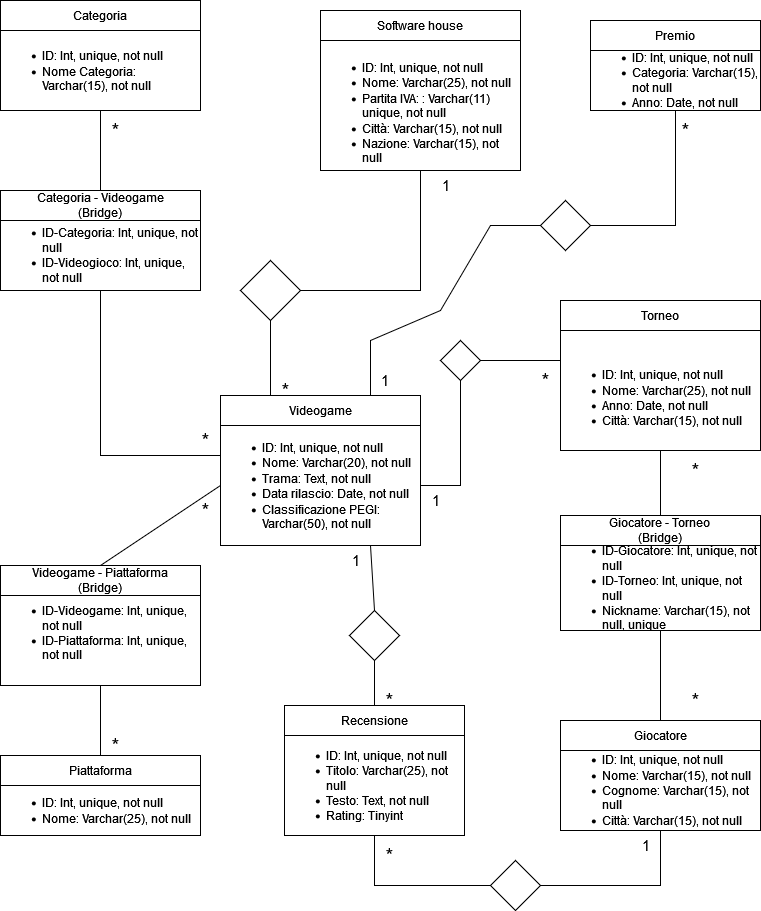 Categoria
• ID: Int, unique, not null
• Nome Categoria:
Varchar(15), not null
*
Software house
• ID: Int, unique, not null
• Nome: Varchar(25), not null
• Partita IVA: : Varchar(11)
unique, not null
• Città: Varchar(15), not null
• Nazione: Varchar(15), not
null
1
Premio
• ID: Int, unique, not null
• Categoria: Varchar(15),
not null
• Anno: Date, not null
*
Categoria - Videogame
(Bridge)
• ID-Categoria: Int, unique, not
null
• ID-Videogioco: Int, unique,
not null
*
*
1
Torneo
• ID: Int, unique, not null
• Nome: Varchar(25), not null
• Anno: Date, not null
• Città: Varchar(15), not null
*
*
Videogame
• ID: Int, unique, not null
• Nome: Varchar(20), not null
• Trama: Text, not null
• Data rilascio: Date, not null
• Classificazione PEGI:
Varchar(50), not null
*
1
1
Giocatore - Torneo
(Bridge)
• ID-Giocatore: Int, unique, not
null
• ID-Torneo: Int, unique, not
null
• Nickname: Varchar(15), not
null, unique
*
Videogame - Piattaforma
(Bridge)
• ID-Videogame: Int, unique,
not null
• ID-Piattaforma: Int, unique,
not null
*
Piattaforma
• ID: Int, unique, not null
• Nome: Varchar(25), not null
*
Recensione
• ID: Int, unique, not null
• Titolo: Varchar(25), not
null
• Testo: Text, not null
• Rating: Tinyint
*
Giocatore
• ID: Int, unique, not null
• Nome: Varchar(15), not null
• Cognome: Varchar(15), not
null
• Città: Varchar(15), not null
1